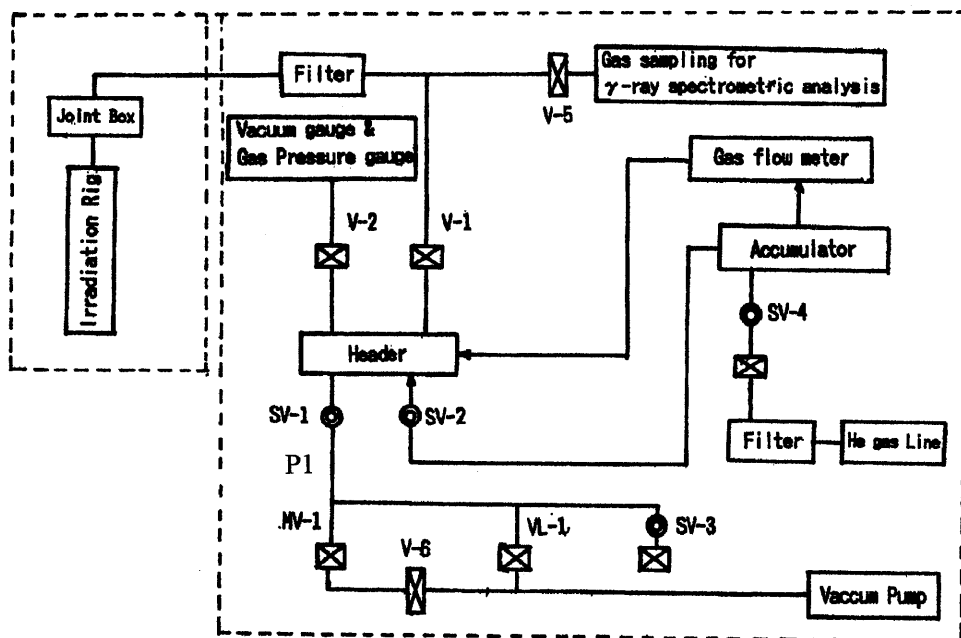 Filter
Gas sampling for
γ-ray spectrometric analysis
V-5
Joint Box
Vacuum gauge &
Gas Pressure gauge
Gas flow meter
Irradiation Rig
V-2
V-1
Accumulator
SV-4
Header
SV-1
SV-2
Filter
He gas Line
P1
.MV-1
VL-1
SV-3
V-6
Vaccum Pump